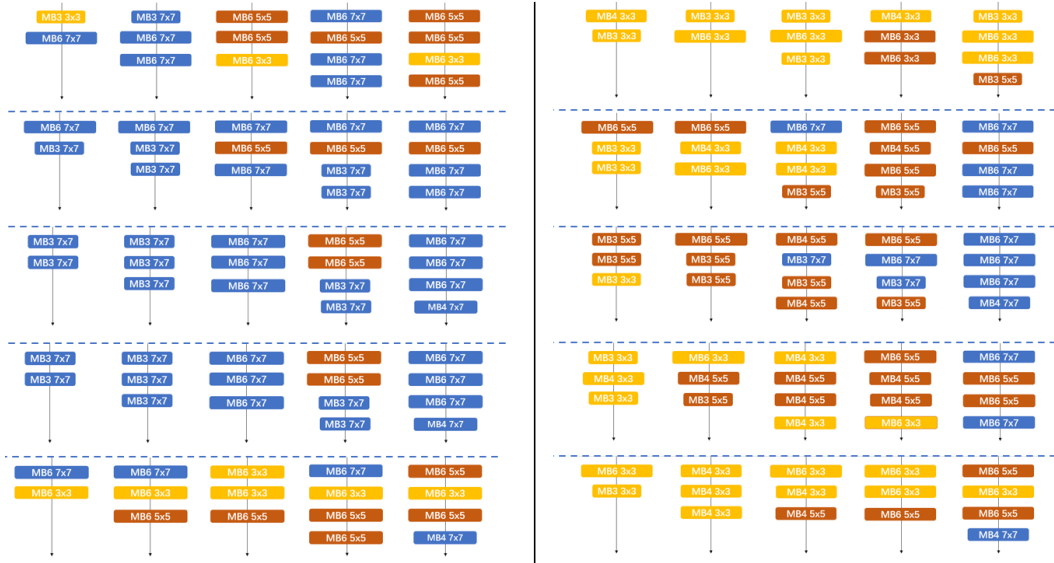 MB3 3x3 MB3 7x7 MB6 5x5 MB6 7x7 MB6 5x5
MB6 7x7 MB6 7x7 MB6 5x5 MB6 5x5 MB6 5x5
MB6 7x7 MB6 3x3 MB6 7x7 MB6 3x3
MB6 7x7 MB6 5x5
MB6 7x7 MB6 7x7 MB6 7x7 MB6 7x7 MB6 7x7
MB3 7x7 MB3 7x7 MB6 5x5 MB6 5x5 MB6 5x5
MB3 7x7 MB6 7x7 MB3 7x7 MB6 7x7
MB3 7x7 MB6 7x7
MB3 7x7 MB3 7x7 MB6 7x7 MB6 5x5 MB6 7x7
MB3 7x7 MB3 7x7 MB6 7x7 MB6 5x5 MB6 7x7
MB3 7x7 MB6 7x7 MB3 7x7 MB6 7x7
MB3 7x7 MB4 7x7
MB3 7x7 MB3 7x7 MB6 7x7 MB6 5x5 MB6 7x7
MB3 7x7 MB3 7x7 MB6 7x7 MB6 5x5 MB6 7x7
MB3 7x7 MB6 7x7 MB3 7x7 MB6 7x7
MB3 7x7 MB4 7x7
MB6 7x7 MB6 7x7 MB6 3x3 MB6 7x7 MB6 5x5
MB6 3x3 MB6 3x3 MB6 3x3 MB6 3x3 MB6 3x3
MB6 5x5 MB6 5x5 MB6 5x5 MB6 5x5
MB6 5x5 MB4 7x7
MB4 3x3 MB6 3x3 MB3 3x3 MB4 3x3 MB3 3x3
MB3 3x3 MB6 3x3 MB6 3x3 MB6 3x3 MB6 3x3
MB3 3x3 MB6 3x3 MB6 3x3
MB3 5x5
MB6 5x5 MB6 5x5 MB6 7x7 MB6 5x5 MB6 7x7
MB3 3x3 MB4 3x3 MB4 3x3 MB4 5x5 MB6 5x5
MB3 3x3 MB6 3x3 MB4 3x3 MB6 5x5 MB6 7x7
MB3 5x5 MB3 5x5 MB6 7x7
MB3 5x5 MB6 5x5 MB4 5x5 MB6 5x5 MB6 7x7
MB3 5x5 MB3 5x5 MB3 7x7 MB6 7x7 MB6 7x7
MB3 3x3 MB3 5x5 MB3 5x5 MB3 7x7 MB6 7x7
MB4 5x5 MB3 5x5 MB4 7x7
MB3 3x3 MB6 3x3 MB4 3x3 MB6 5x5 MB6 7x7
MB4 3x3 MB4 5x5 MB4 5x5 MB4 5x5 MB6 5x5
MB3 3x3 MB3 5x5 MB4 5x5 MB4 5x5 MB6 5x5
MB4 3x3 MB6 3x3 MB6 7x7
MB6 3x3 MB4 3x3 MB6 3x3 MB6 3x3 MB6 5x5
MB3 3x3 MB4 3x3 MB6 3x3 MB6 3x3 MB6 3x3
MB4 3x3 MB4 5x5 MB6 5x5 MB6 5x5
MB4 7x7